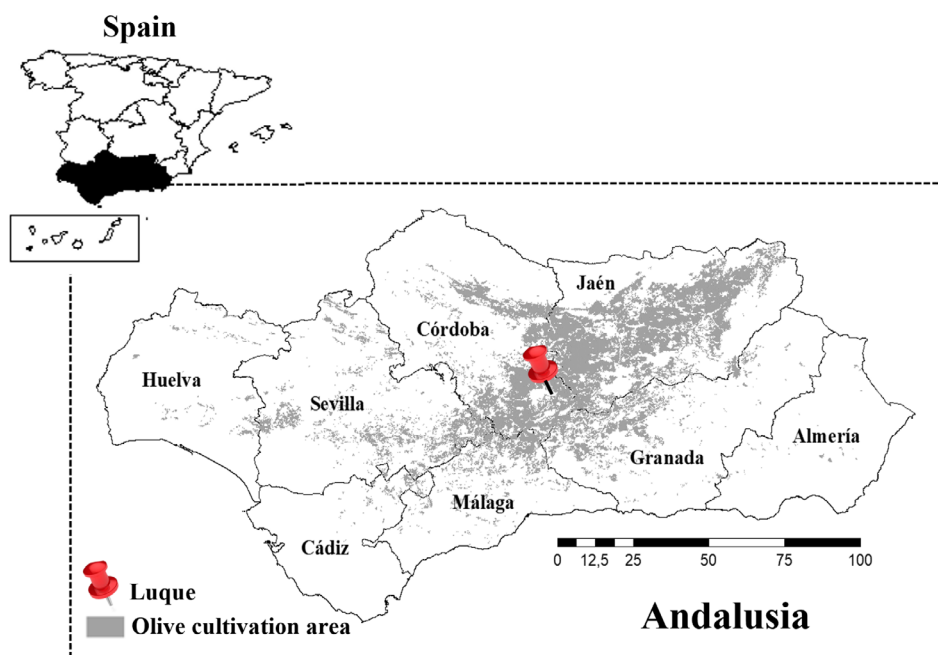 Spain
Jaén
Córdoba
Huelva
Sevilla
Almería
Granada
Málaga
Cádiz
0 12,5 25 50 75 100
Luque
Olive cultivation area
Andalusia